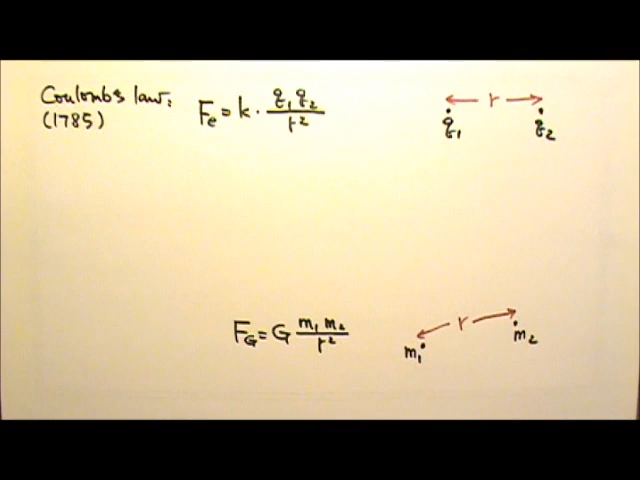 Coulombs law:
(1785)
Fe = k · q1 q2 / r²
r
q1
q2
FG = G m1 m2 / r²
r
m1
m2